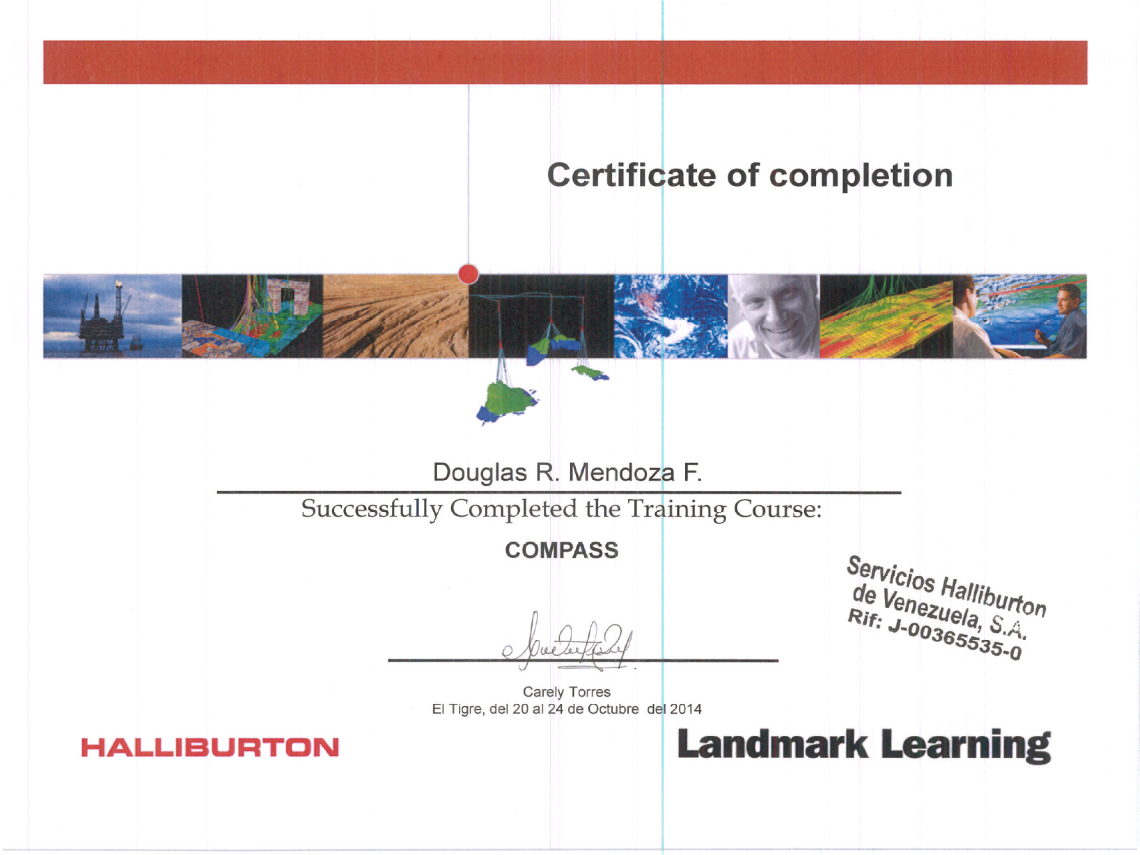 Certificate of completion
Douglas R. Mendoza F.
Successfully Completed the Training Course:
COMPASS
Servicios Halliburton
de Venezuela, S.A.
Rif: J-00365535-0
Carely Torres
El Tigre, del 20 al 24 de Octubre del 2014
HALLIBURTON
Landmark Learning